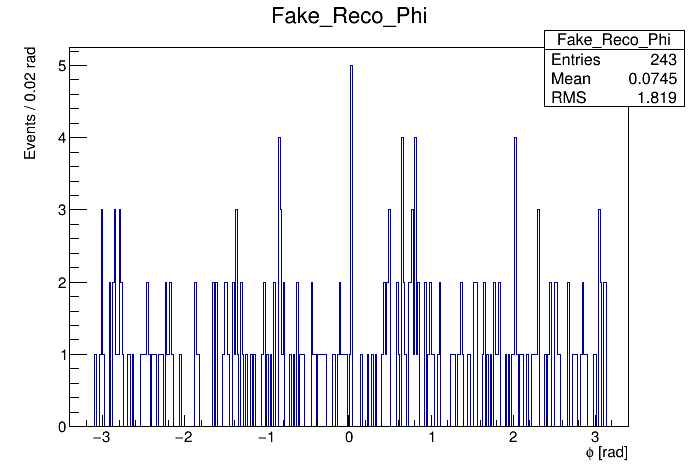 Fake_Reco_Phi
Fake_Reco_Phi
Entries 243
Mean 0.0745
RMS 1.819
Events / 0.02 rad
5
4
3
2
1
0
−3 −2 −1 0 1 2 3
ϕ [rad]